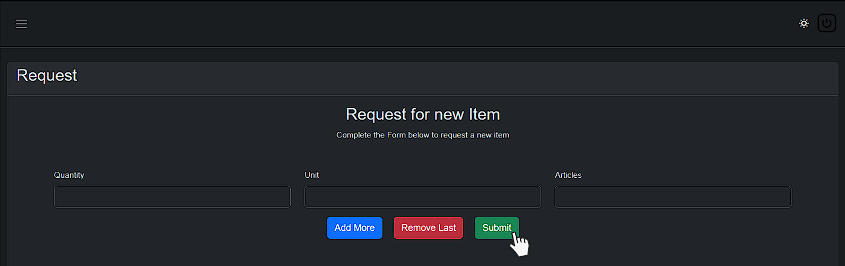 Request
Request for new Item
Complete the Form below to request a new item
Quantity Unit Articles
Add More Remove Last Submit